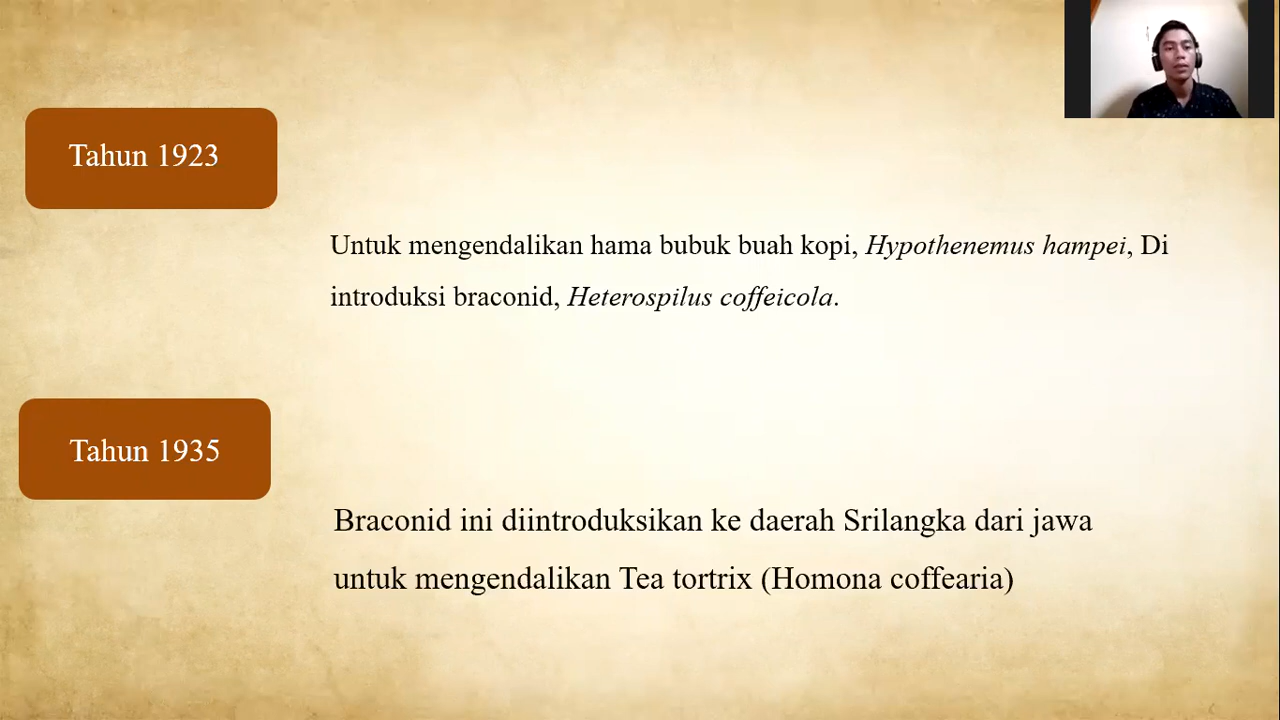 Tahun 1923
Untuk mengendalikan hama bubuk buah kopi, Hypothenemus hampei, Di
introduksi braconid, Heterospilus coffeicola.
Tahun 1935
Braconid ini diintroduksikan ke daerah Srilangka dari jawa
untuk mengendalikan Tea tortrix (Homona coffearia)